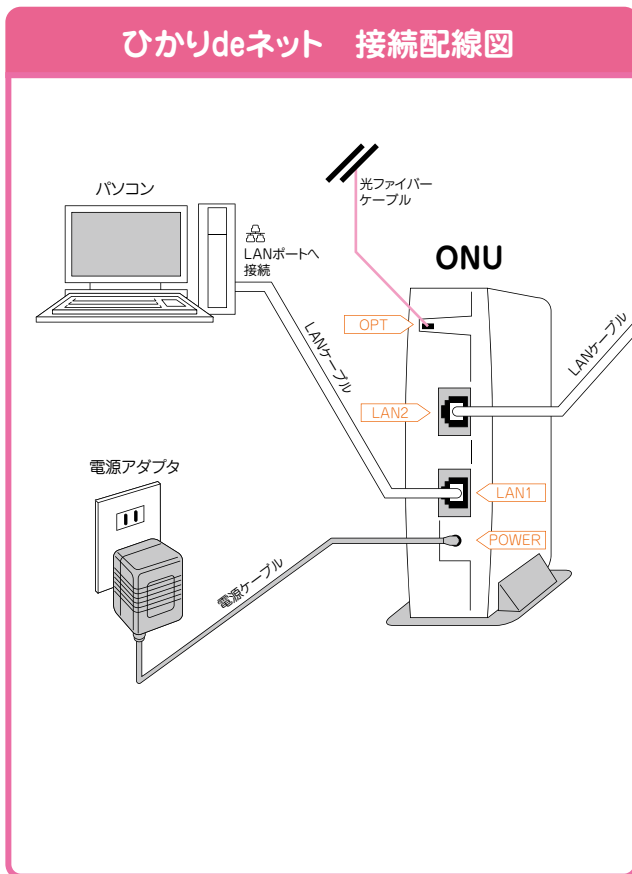 ひかりdeネット　接続配線図
パソコン
光ファイバー
ケーブル
LANポートへ
接続
ONU
OPT
LANケーブル
LANケーブル
LAN2
電源アダプタ
LAN1
POWER
電源ケーブル